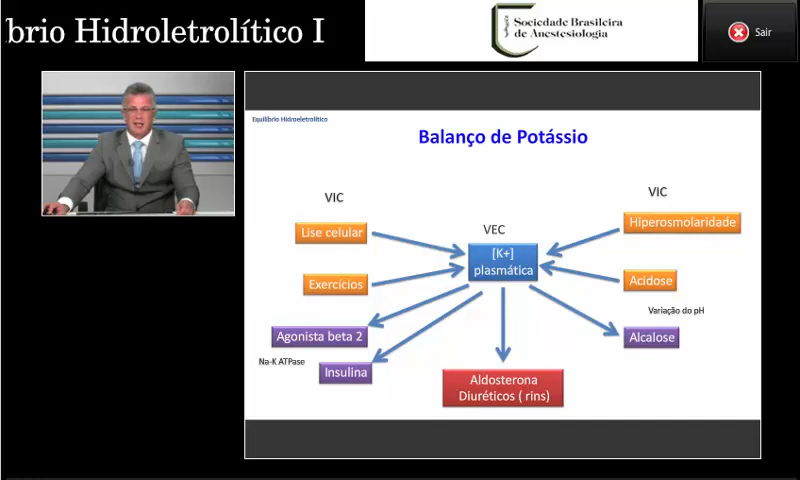 brio Hidroletrolítico I
Sociedade Brasileira
de Anestesiologia
Sair
Equilíbrio Hidroeletrolítico
Balanço de Potássio
VIC
VIC
Lise celular
Hiperosmolaridade
VEC
[K+]
plasmática
Exercícios
Acidose
Variação do pH
Agonista beta 2
Alcalose
Na-K ATPase
Insulina
Aldosterona
Diuréticos ( rins)